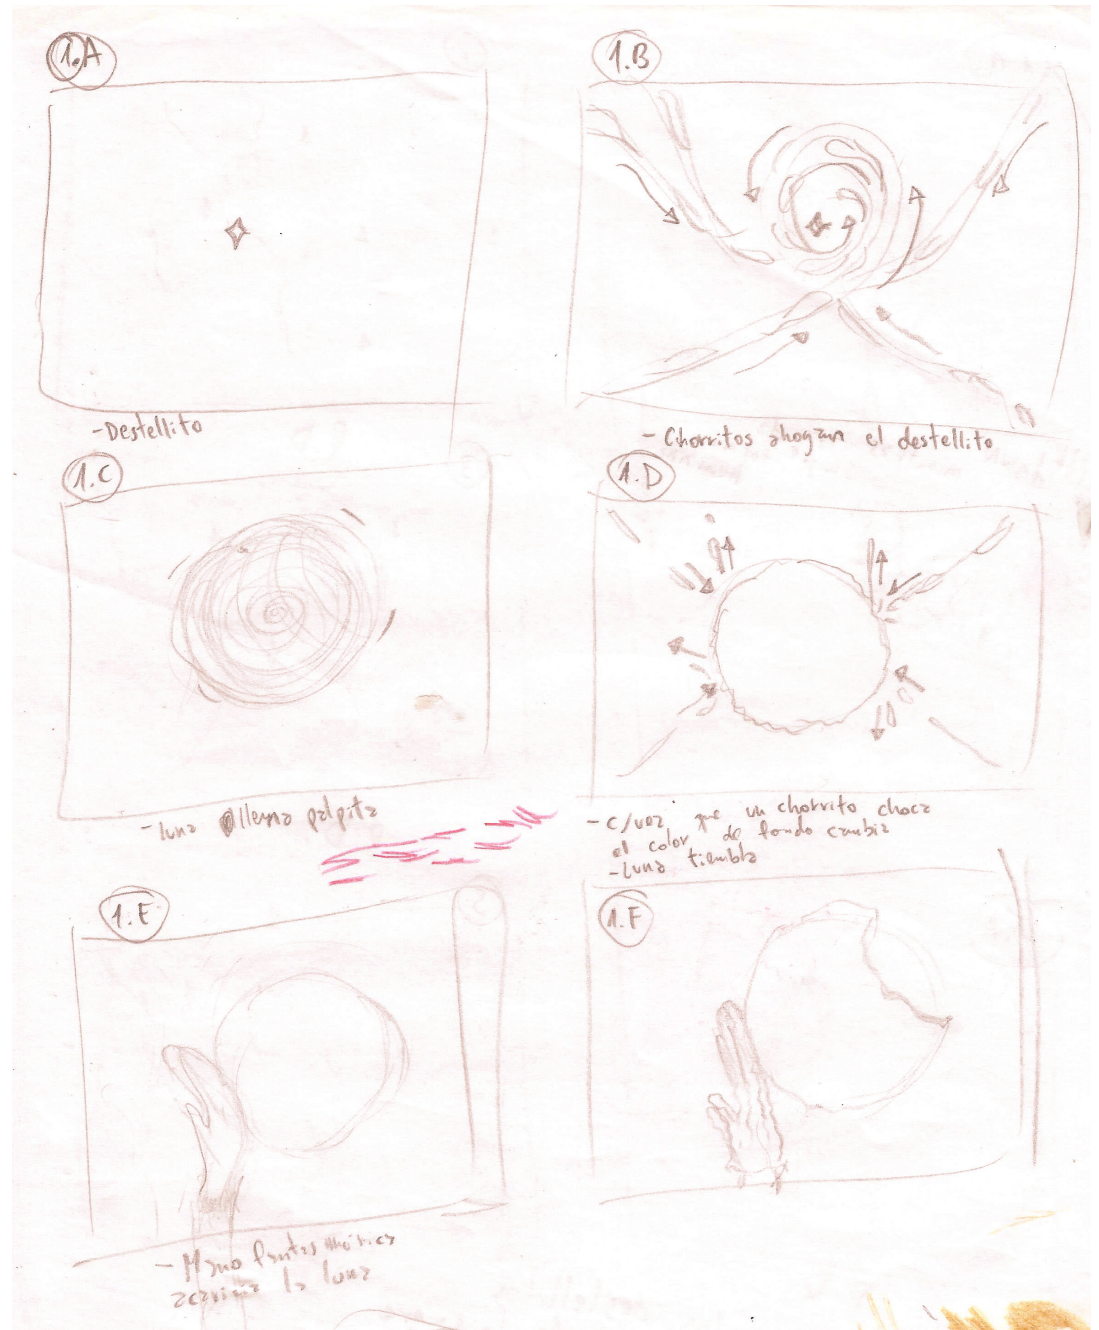 1.A
1.B
-Destellito
- Chorritos ahogan el destellito
1.C
1.D
- luna llena palpita
- c/vez que un chorrito choca
el color de fondo cambia
- luna tiembla
1.E
1.F
- Mano fantasmórica
acaricia la luna